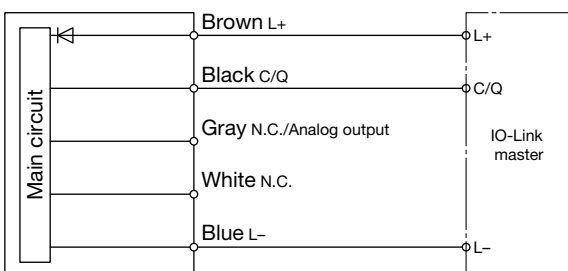 Brown L+
L+
Black C/Q
C/Q
Gray N.C./Analog output
IO-Link
master
Main circuit
White N.C.
Blue L−
L−